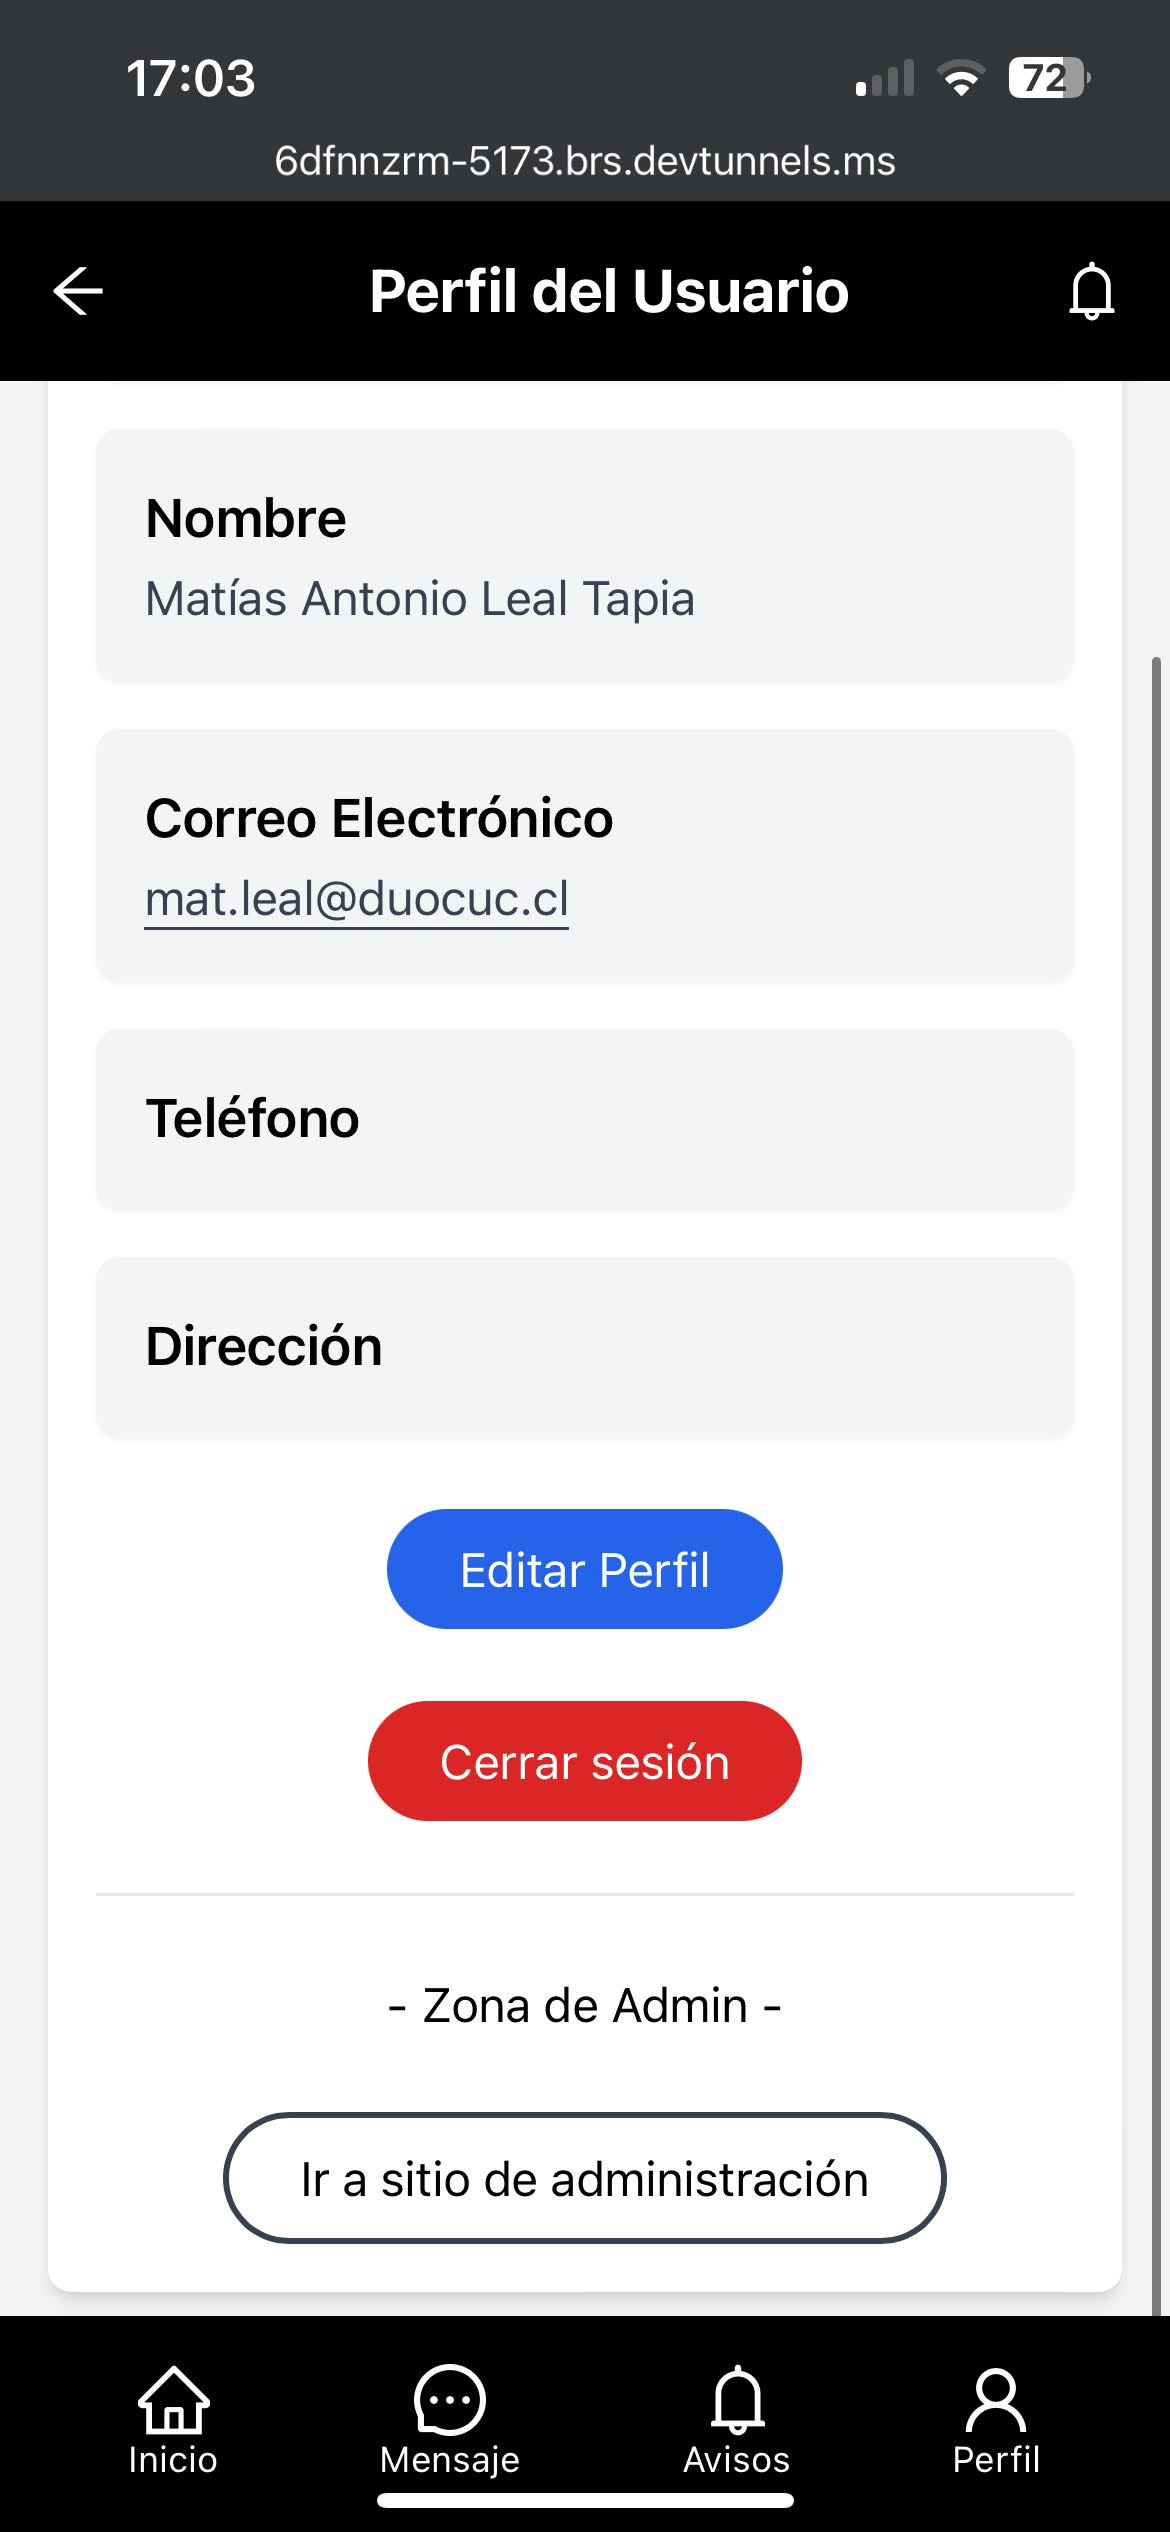 17:03
72
6dfnnzrm-5173.brs.devtunnels.ms
Perfil del Usuario
Nombre
Matías Antonio Leal Tapia
Correo Electrónico
mat.leal@duocuc.cl
Teléfono
Dirección
Editar Perfil
Cerrar sesión
- Zona de Admin -
Ir a sitio de administración
Inicio
Mensaje
Avisos
Perfil